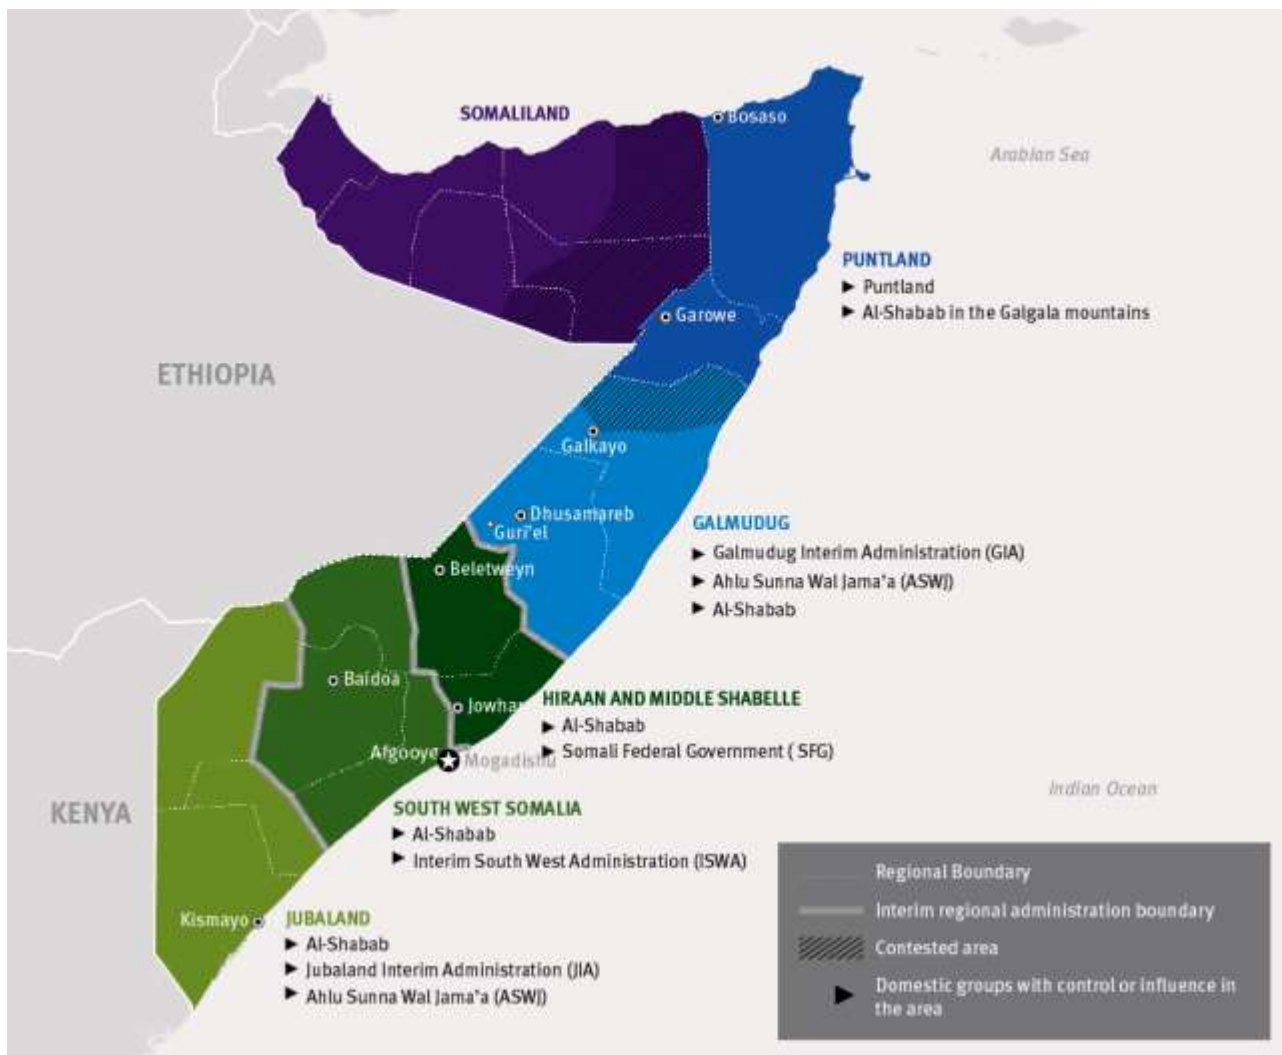 SOMALILAND
Bosaso
Arabian Sea
PUNTLAND
► Puntland
► Al-Shabab in the Galgala mountains
Garowe
ETHIOPIA
Galkayo
Dhusamareb
Guri'el
GALMUDUG
► Galmudug Interim Administration (GIA)
► Ahlu Sunna Wal Jama'a (ASWJ)
► Al-Shabab
Beletweyn
Baidoa
Jowhar
HIRAAN AND MIDDLE SHABELLE
► Al-Shabab
► Somali Federal Government ( SFG)
Afgooye
Mogadishu
Indian Ocean
KENYA
SOUTH WEST SOMALIA
► Al-Shabab
► Interim South West Administration (ISWA)
Kismayo
JUBALAND
► Al-Shabab
► Jubaland Interim Administration (JIA)
► Ahlu Sunna Wal Jama'a (ASWJ)
Regional Boundary
Interim regional administration boundary
Contested area
Domestic groups with control or influence in
the area